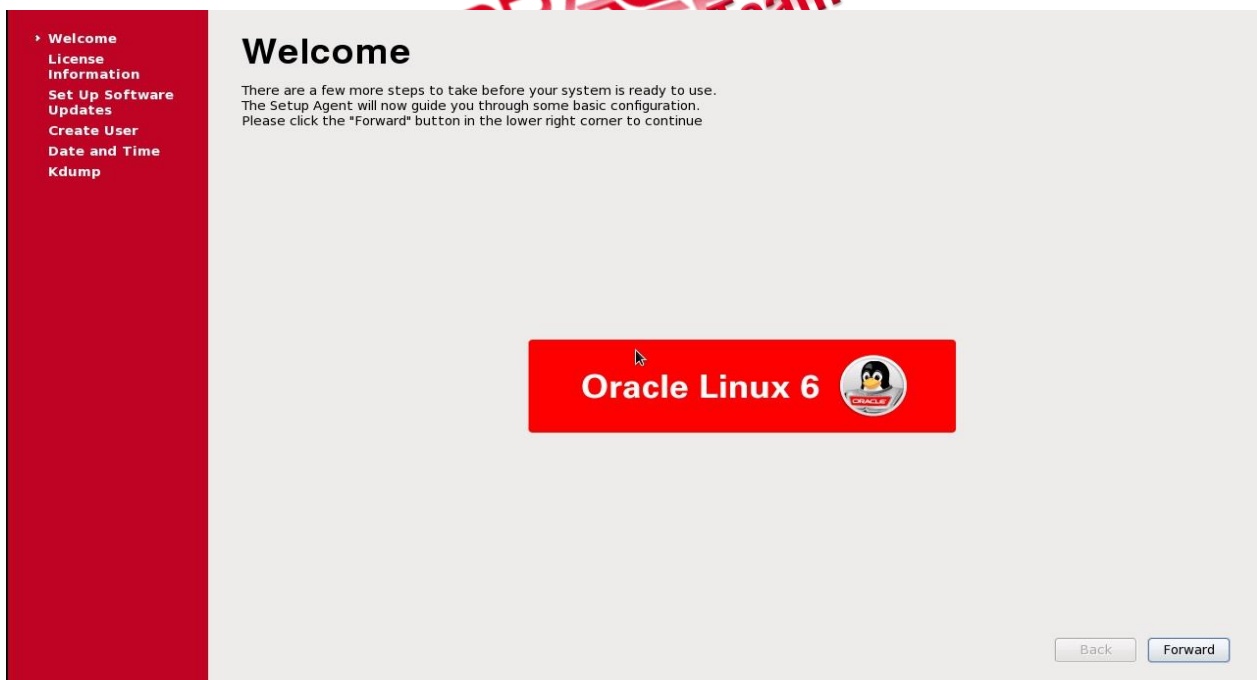 Team
Welcome
License
Information
Set Up Software
Updates
Create User
Date and Time
Kdump
Welcome
There are a few more steps to take before your system is ready to use.
The Setup Agent will now guide you through some basic configuration.
Please click the "Forward" button in the lower right corner to continue
Oracle Linux 6
ORACLE
Back
Forward